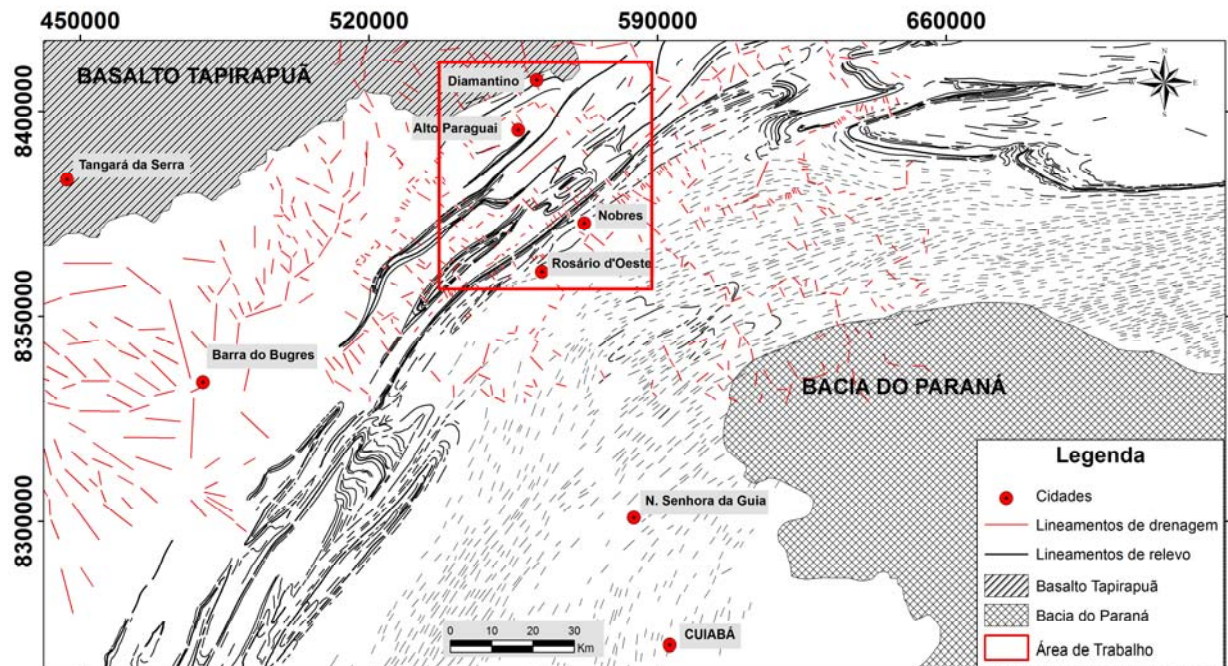 450000 520000 590000 660000
BASALTO TAPIRAPUÃ
Diamantino
N
E
S
8400000
Alto Paraguai
Tangará da Serra
Nobres
Rosário d'Oeste
8350000
Barra do Bugres
BACIA DO PARANÁ
Legenda
Cidades
N. Senhora da Guia
Lineamentos de drenagem
8300000
Lineamentos de relevo
Basalto Tapirapuã
Bacia do Paraná
CUIABÁ
0 10 20 30
Km
Área de Trabalho